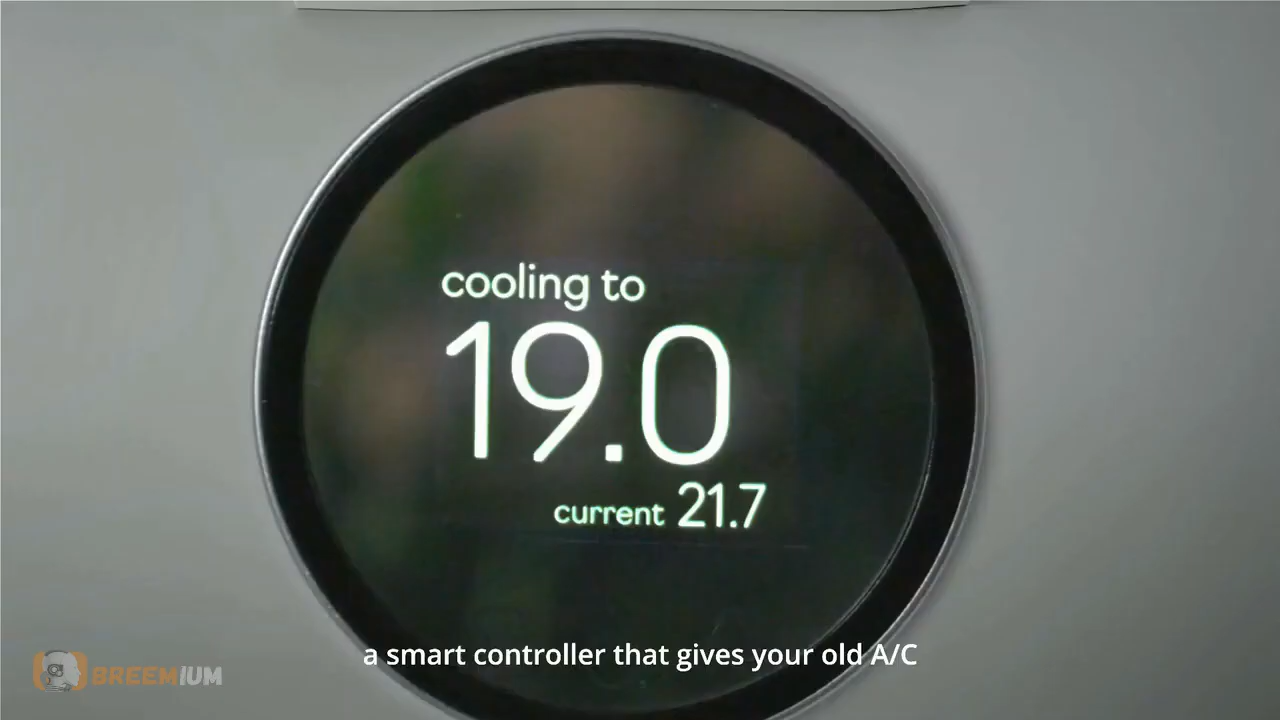 cooling to
19.0
current 21.7
a smart controller that gives your old A/C
BREEMIUM